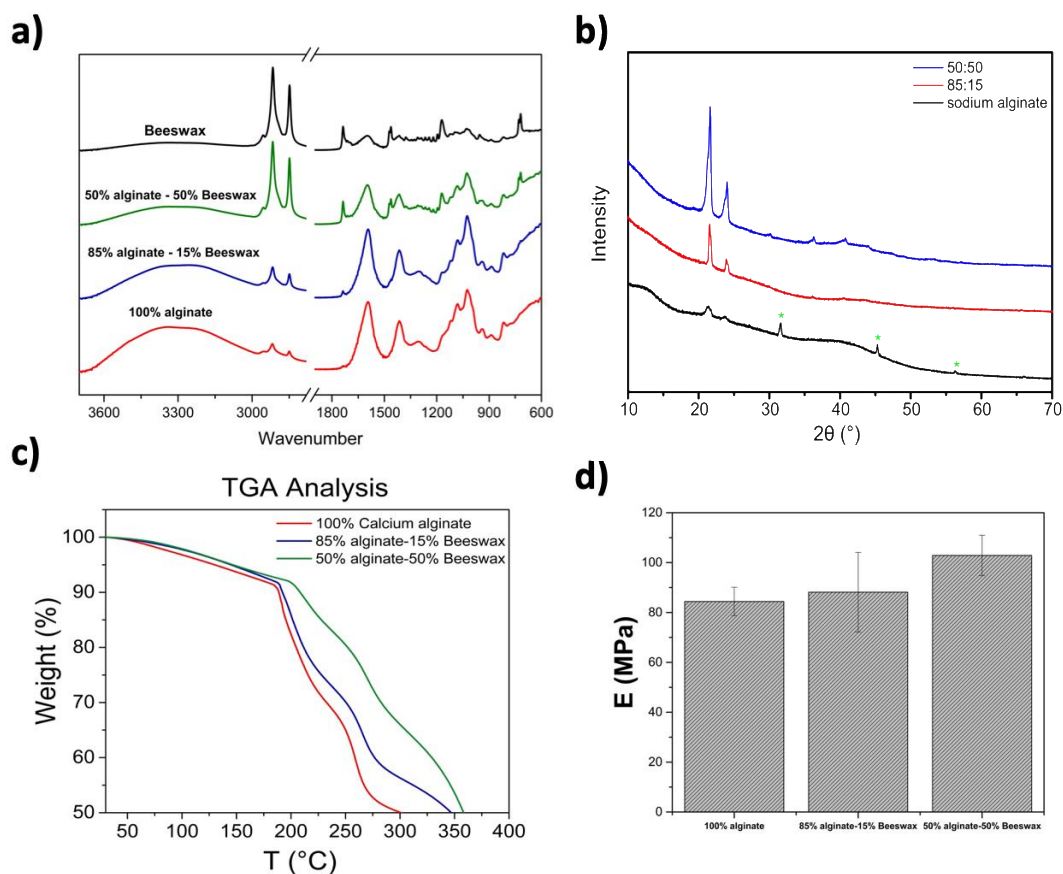 a)
Beeswax
50% alginate - 50% Beeswax
85% alginate - 15% Beeswax
100% alginate
3700 3300 2900 1800 1500 1200 900 600
Wavenumber
b)
50:50
85:15
sodium alginate
Intensity
*
*
*
10 20 30 40 50 60 70
2θ (°)
c)
TGA Analysis
100% Calcium alginate
85% alginate-15% Beeswax
50% alginate-50% Beeswax
Weight (%)
100
90
80
70
60
50
50 100 150 200 250 300 350 400
T (°C)
d)
E (MPa)
120
100
80
60
40
20
0
100% alginate 85% alginate-15% Beeswax 50% alginate-50% Beeswax